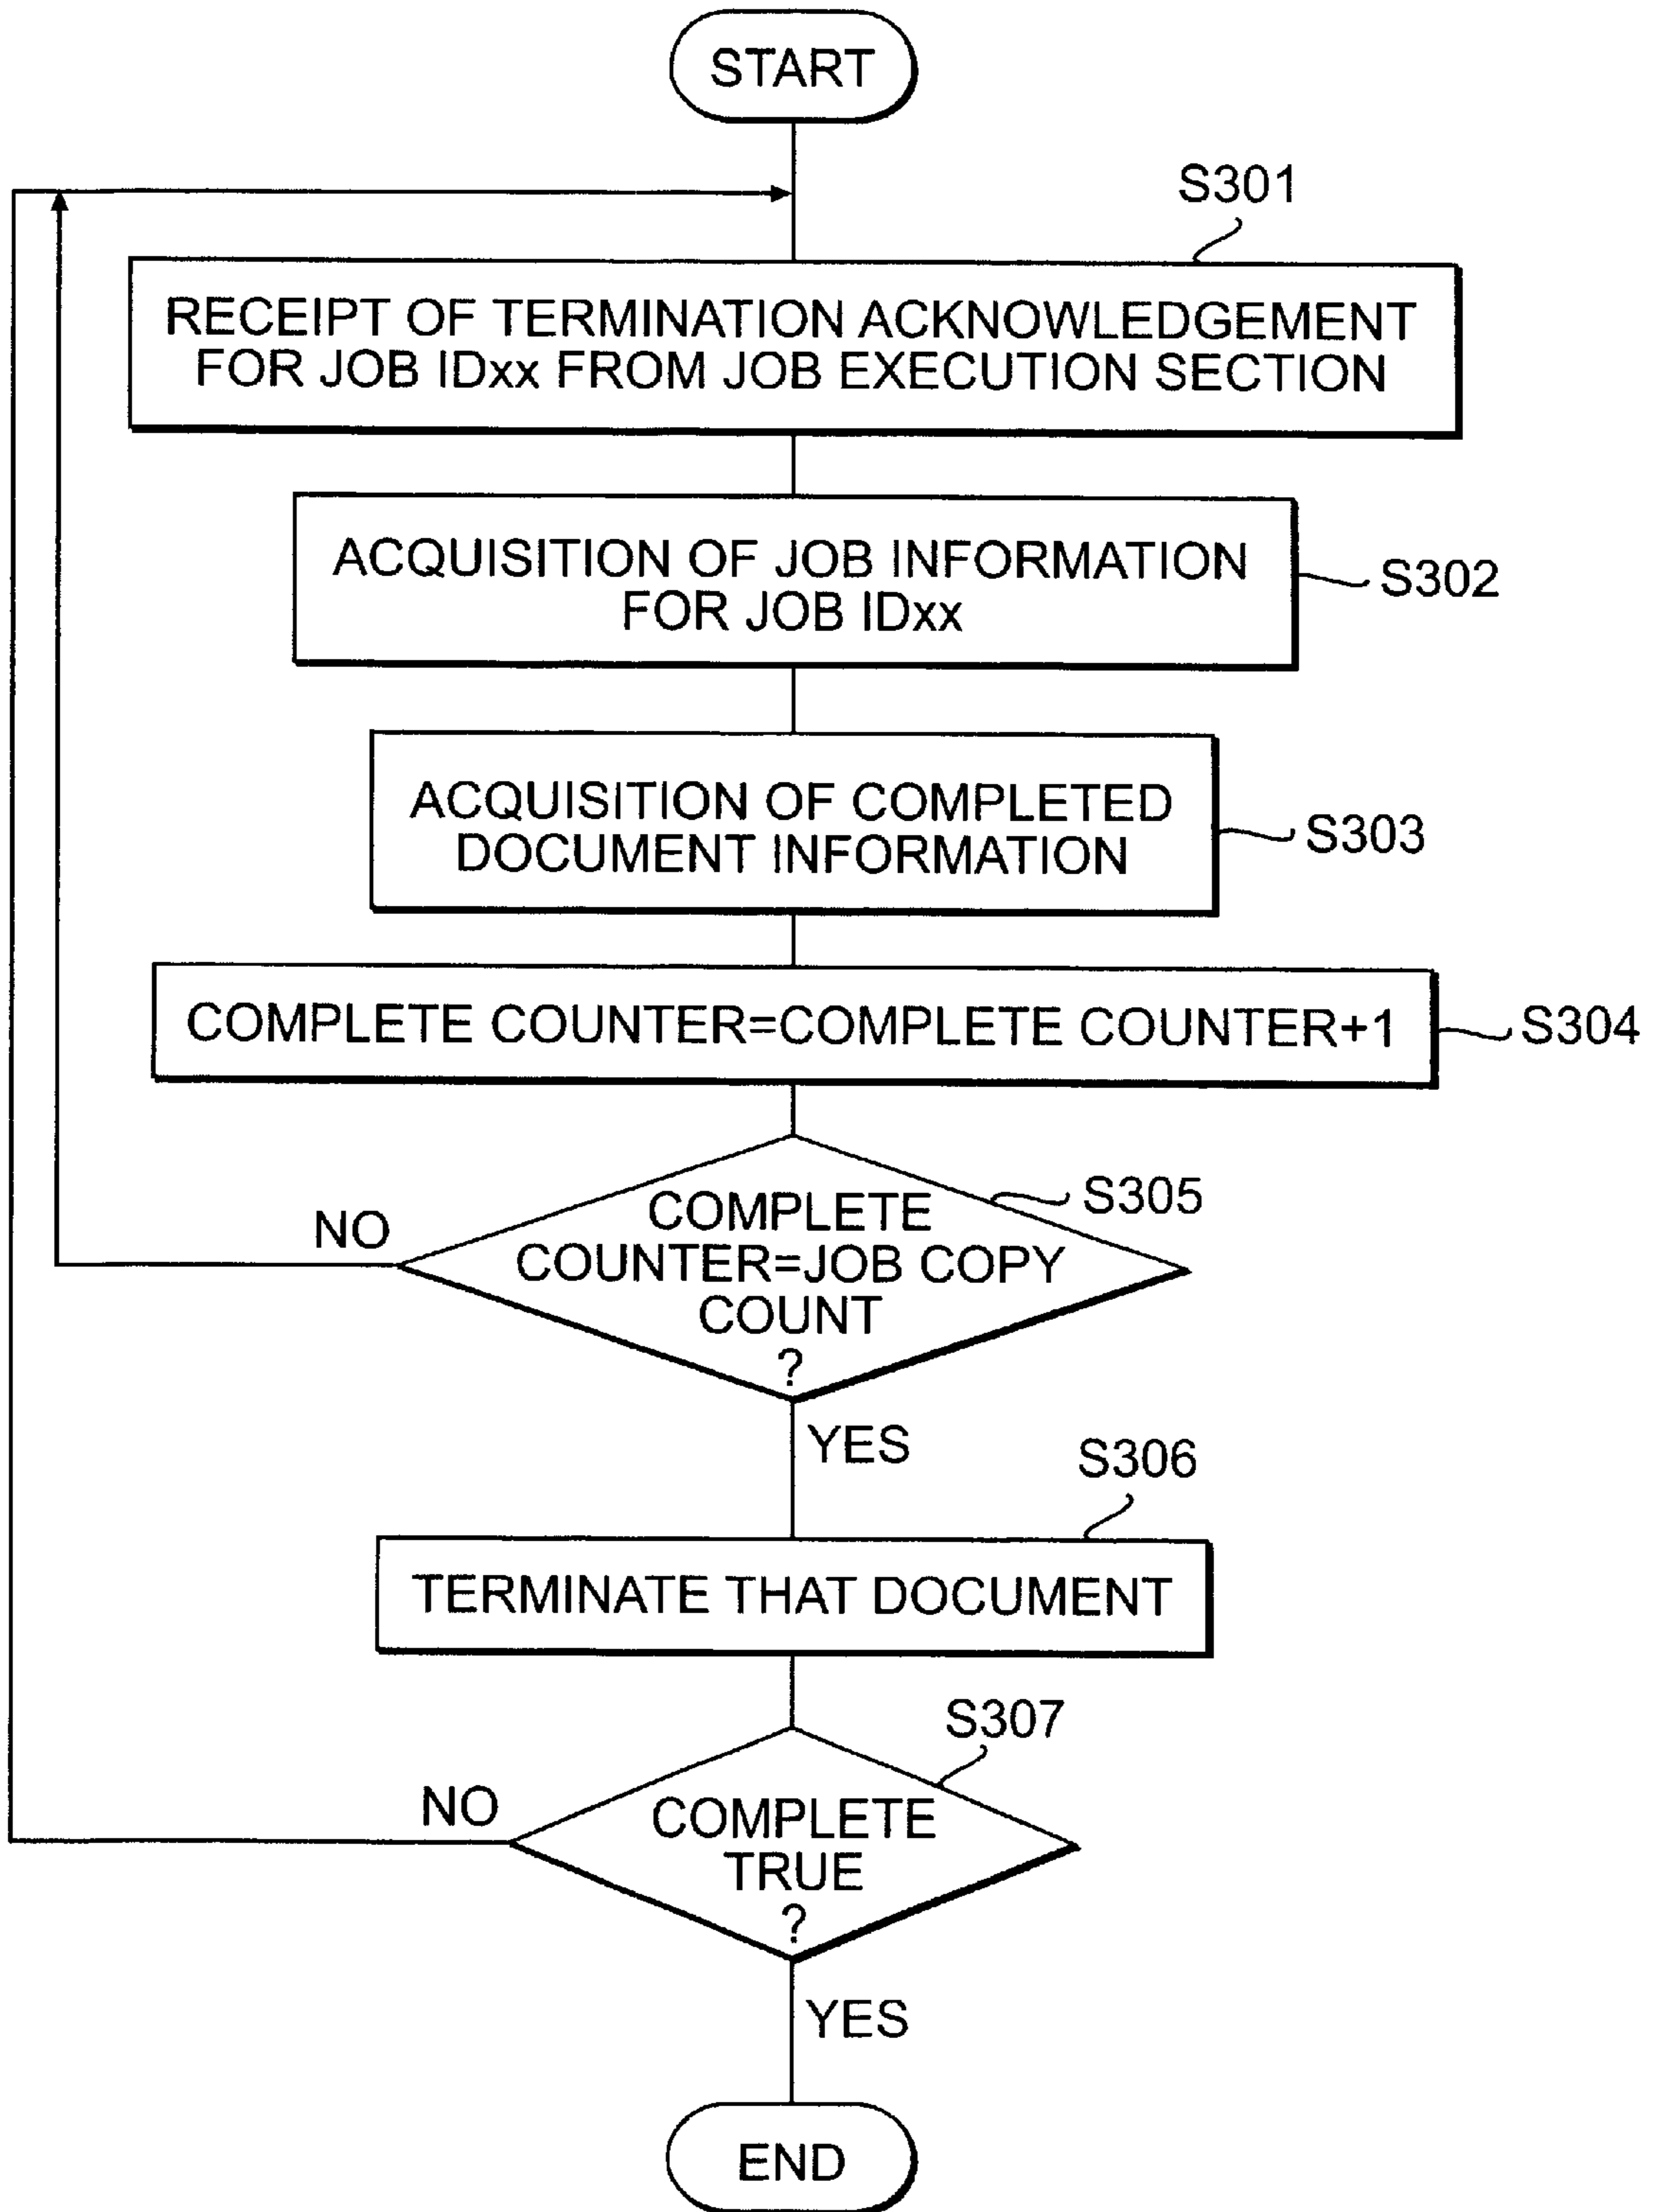 START
S301
RECEIPT OF TERMINATION ACKNOWLEDGEMENT
FOR JOB IDxx FROM JOB EXECUTION SECTION
ACQUISITION OF JOB INFORMATION
FOR JOB IDxx
S302
ACQUISITION OF COMPLETED
DOCUMENT INFORMATION
S303
COMPLETE COUNTER=COMPLETE COUNTER+1
S304
S305
COMPLETE
COUNTER=JOB COPY
COUNT
?
NO
YES
S306
TERMINATE THAT DOCUMENT
S307
COMPLETE
TRUE
?
NO
YES
END